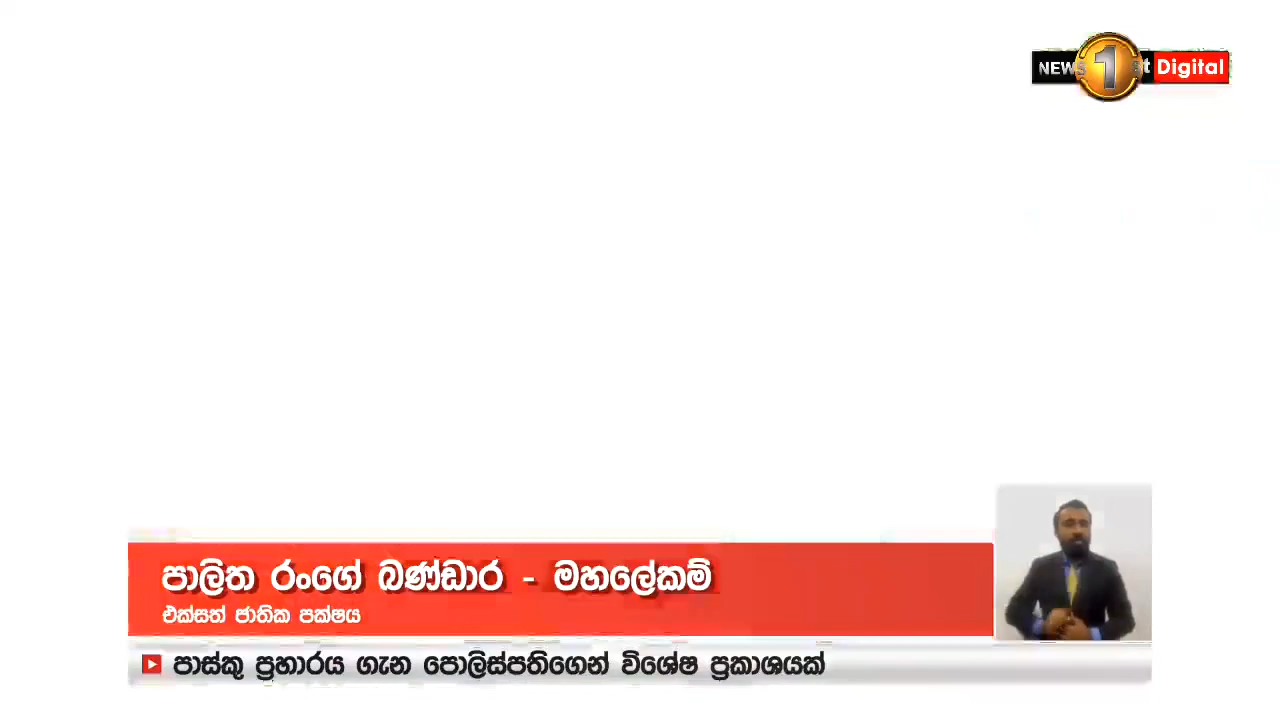 NEWS 1st Digital
පාලිත රංගේ බණ්ඩාර - මහලේකම්
එක්සත් ජාතික පක්ෂය
පාස්කු ප්‍රහාරය ගැන පොලිස්පතිගෙන් විශේෂ ප්‍රකාශයක්